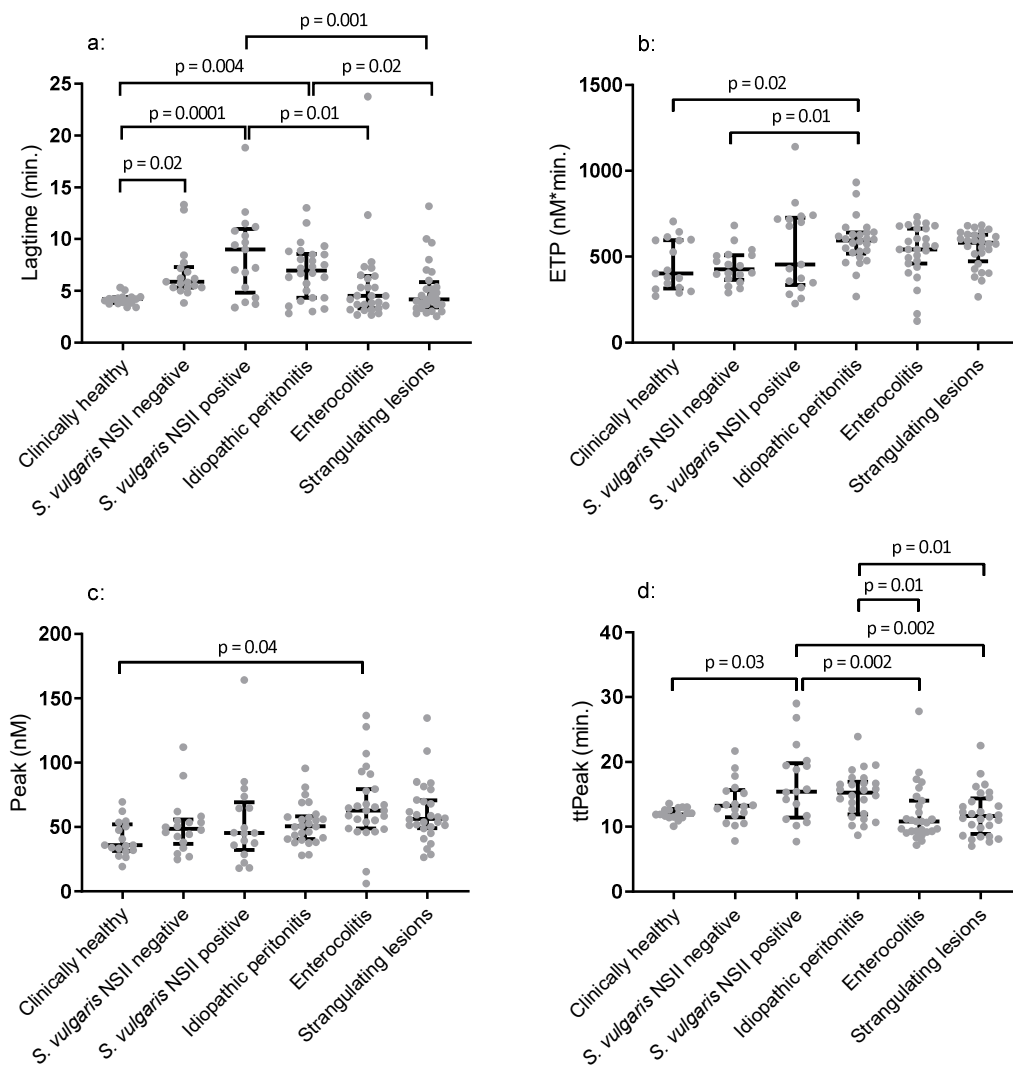 a:
p = 0.001
p = 0.004
p = 0.02
p = 0.0001
p = 0.01
p = 0.02
Lagtime (min.)
25
20
15
10
5
0
Clinically healthy
S. vulgaris NSII negative
S. vulgaris NSII positive
Idiopathic peritonitis
Enterocolitis
Strangulating lesions
b:
p = 0.02
p = 0.01
ETP (nM*min.)
1500
1000
500
0
Clinically healthy
S. vulgaris NSII negative
S. vulgaris NSII positive
Idiopathic peritonitis
Enterocolitis
Strangulating lesions
c:
p = 0.04
Peak (nM)
200
150
100
50
0
Clinically healthy
S. vulgaris NSII negative
S. vulgaris NSII positive
Idiopathic peritonitis
Enterocolitis
Strangulating lesions
d:
p = 0.01
p = 0.01
p = 0.002
p = 0.03
p = 0.002
ttPeak (min.)
40
30
20
10
0
Clinically healthy
S. vulgaris NSII negative
S. vulgaris NSII positive
Idiopathic peritonitis
Enterocolitis
Strangulating lesions